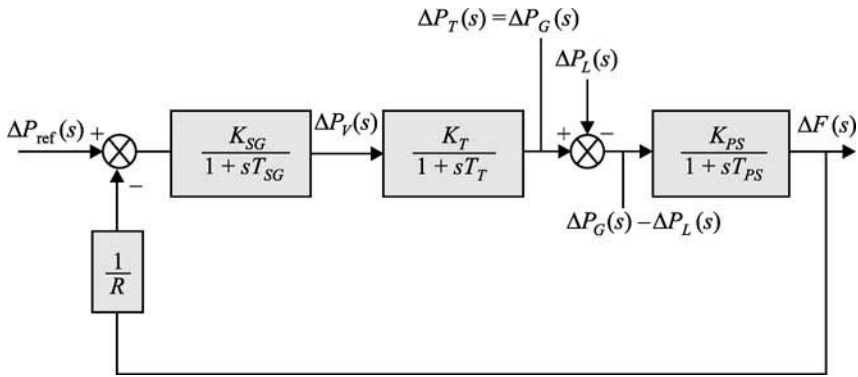 ΔP_T(s) = ΔP_G(s)
ΔP_L(s)
ΔP_ref(s) +
K_SG
1 + sT_SG
ΔP_V(s)
K_T
1 + sT_T
+
−
K_PS
1 + sT_PS
ΔF(s)
−
ΔP_G(s) − ΔP_L(s)
1
R